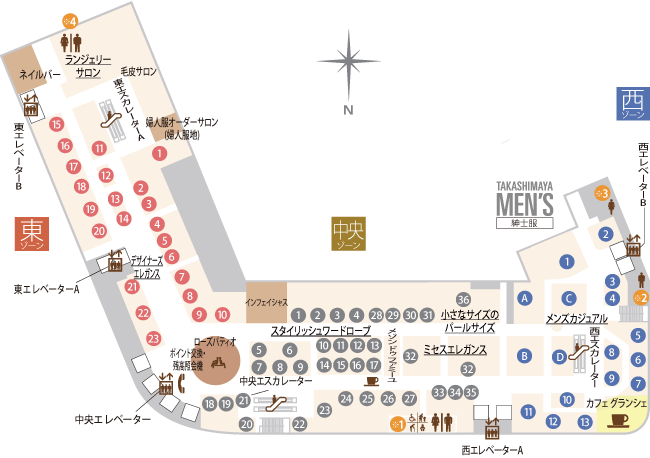 ※4
ランジェリー
サロン
ネイルバー
毛皮サロン
東エスカレーターA
婦人服オーダーサロン
(婦人服地)
東エレベーターB
15
16
17
18
19
20
11
12
13
14
1
2
3
4
5
6
7
8
9
10
東
ゾーン
デザイナーズ
エレガンス
東エレベーターA
21
22
23
N
中央
ゾーン
西
ゾーン
TAKASHIMAYA
MEN'S
紳士服
西エレベーターB
※3
※2
1
2
3
4
A
C
メンズカジュアル
B
D
西エスカレーター
5
6
7
8
9
10
11
12
13
カフェ グランシェ
インフェイシャス
1
2
3
4
28
29
30
31
36
小さなサイズの
パールサイズ
スタイリッシュワードローブ
ミセスエレガンス
32
32
33
34
35
ローズパティオ
ポイント交換・
残高照会機
5
6
7
8
9
10
11
12
13
14
15
16
17
中央エスカレーター
18
19
20
21
22
23
24
25
26
27
※1
中央エレベーター
西エレベーターA